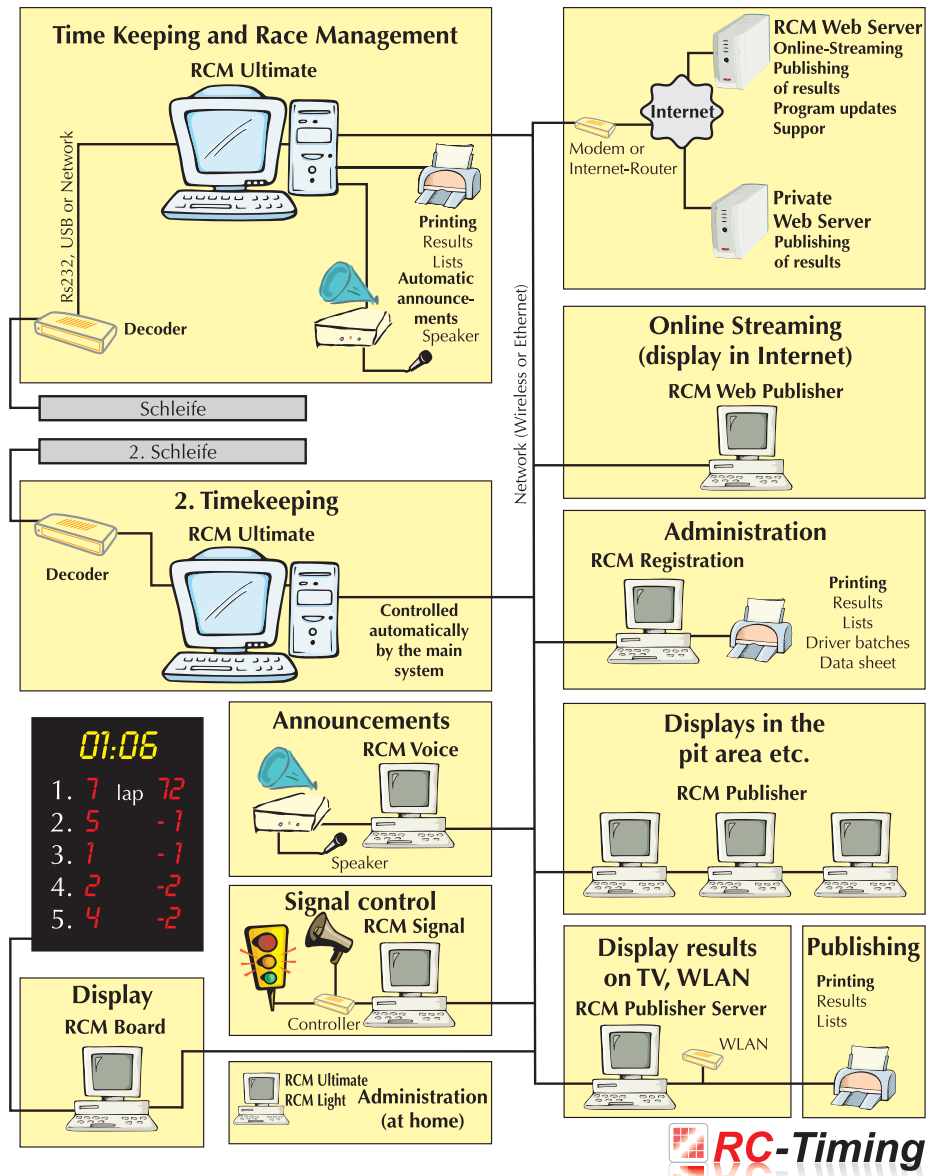 Time Keeping and Race Management
RCM Ultimate
Rs232, USB or Network
Decoder
Printing
Results
Lists
Automatic
announce-
ments
Speaker
Schleife
2. Schleife
2. Timekeeping
RCM Ultimate
Decoder
Controlled
automatically
by the main
system
01:06
1. 7 lap 72
2. 5 -1
3. 1 -1
4. 2 -2
5. 4 -2
Announcements
RCM Voice
Speaker
Signal control
RCM Signal
Controller
Display
RCM Board
RCM Ultimate
RCM Light
Administration
(at home)
Network (Wireless or Ethernet)
RCM Web Server
Online-Streaming
Publishing
of results
Program updates
Suppor
Internet
Modem or
Internet-Router
Private
Web Server
Publishing
of results
Online Streaming
(display in Internet)
RCM Web Publisher
Administration
RCM Registration
Printing
Results
Lists
Driver batches
Data sheet
Displays in the
pit area etc.
RCM Publisher
Display results
on TV, WLAN
RCM Publisher Server
WLAN
Publishing
Printing
Results
Lists
RC-Timing